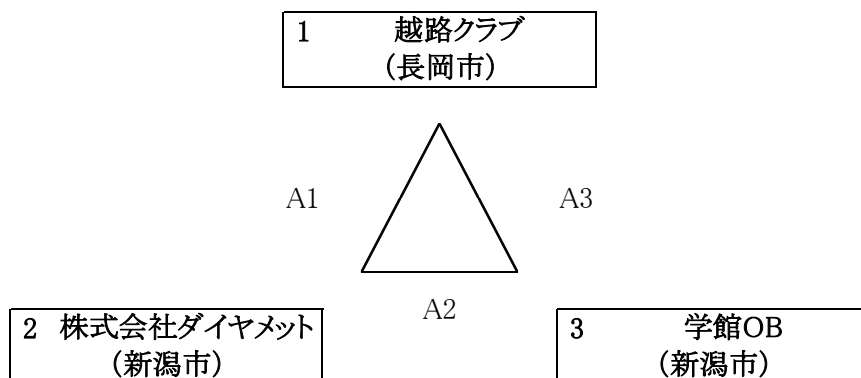 1 越路クラブ
(長岡市)
A1
A3
A2
2 株式会社ダイヤメット
(新潟市)
3 学館OB
(新潟市)